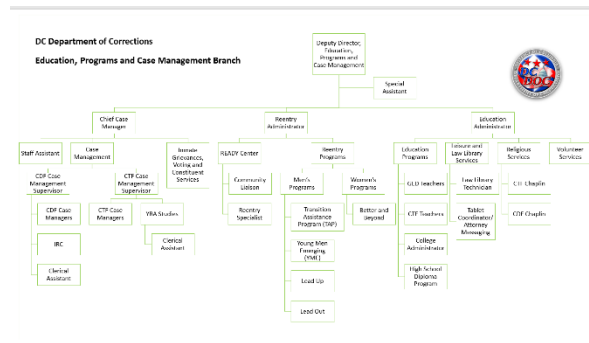 DC Department of Corrections
Education, Programs and Case Management Branch
Deputy Director,
Education,
Programs and
Case Management
DC
DOC
Special
Assistant
Chief Case
Manager
Reentry
Administrator
Education
Administrator
Staff Assistant
Case
Management
Inmate
Grievances,
Voting and
Constituent
Services
READY Center
Reentry
Programs
Education
Programs
Leisure and
Law Library
Services
Religious
Services
Volunteer
Services
CDF Case
Management
Supervisor
CTF Case
Management
Supervisor
Community
Liaison
Men's
Programs
Women's
Programs
GED Teachers
Law Library
Technician
CTF Chaplin
CDF Case
Managers
CTF Case
Managers
YRA Studies
Reentry
Specialist
Transition
Assistance
Program (TAP)
Better and
Beyond
CTE Teachers
Tablet
Coordinator/
Attorney
Messaging
CDF Chaplin
IRC
Clerical
Assistant
Young Men
Emerging
(YME)
College
Administrator
Clerical
Assistant
Lead Up
High School
Diploma
Program
Lead Out